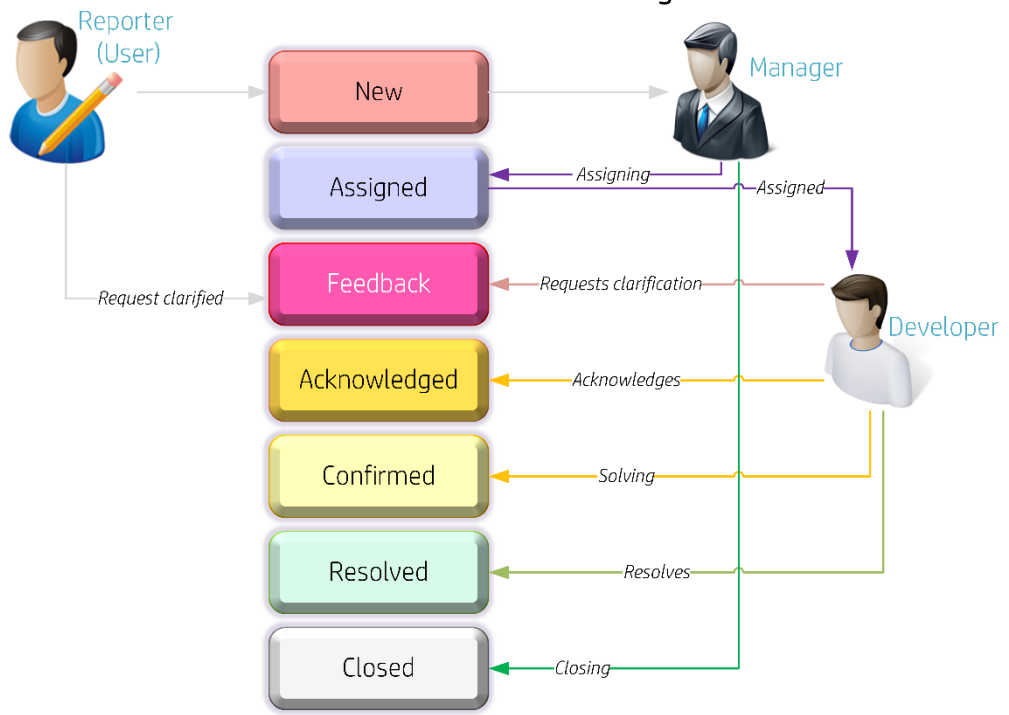 Reporter
(User)
New
Manager
Assigning
Assigned
Assigned
Feedback
Requests clarification
Request clarified
Developer
Acknowledged
Acknowledges
Confirmed
Solving
Resolved
Resolves
Closed
Closing